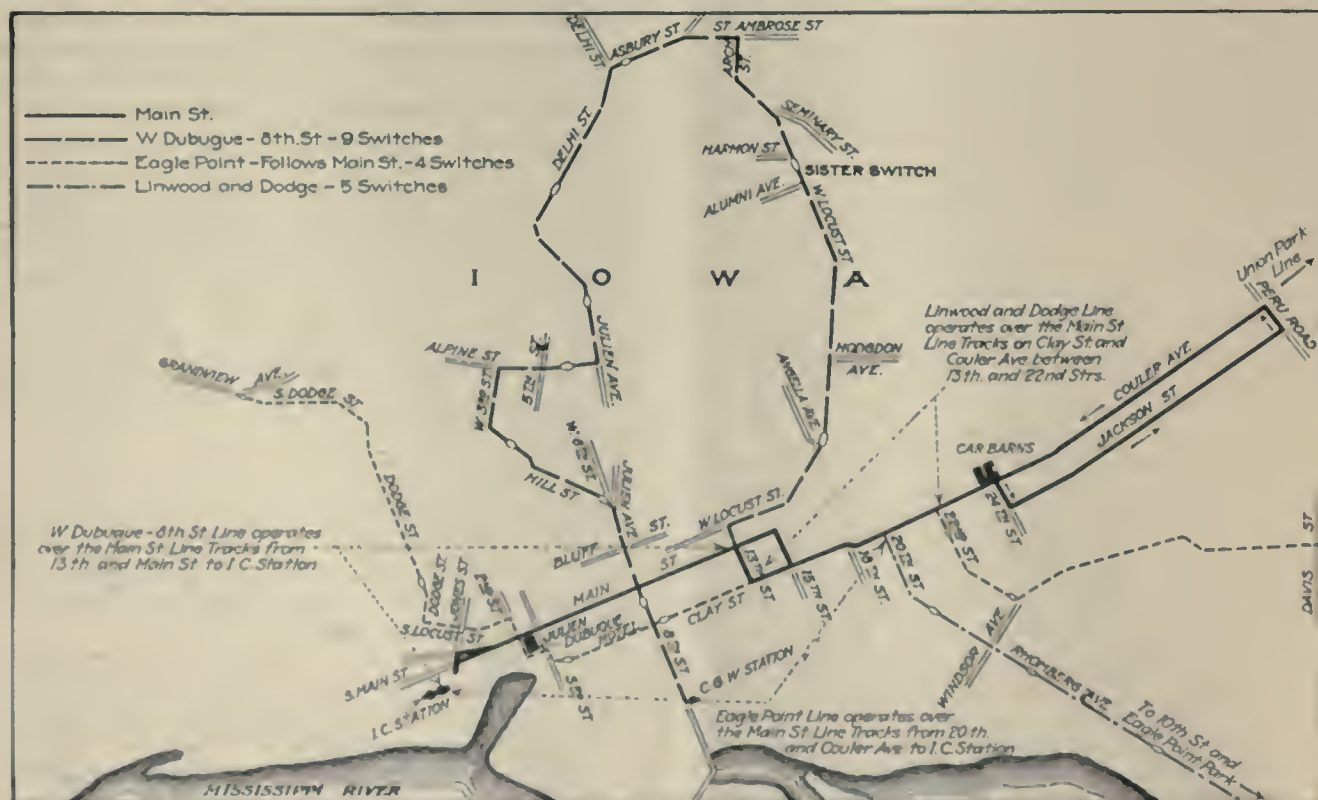 DELHI ST.
ASBURY ST.
ST AMBROSE ST
ARCH ST.
Main St.
W Dubuque - 8th. St - 9 Switches
Eagle Point - Follows Main St. - 4 Switches
Linwood and Dodge - 5 Switches
DELHI ST.
SEMINARY ST.
HARMON ST
SISTER SWITCH
ALUMNI AVE.
W LOCUST ST.
I O W A
Union Park
Line
PERU ROAD
Linwood and Dodge Line
operates over the Main St
Line Tracks on Clay St. and
Couler Ave. between
13th. and 22nd Strs.
JULIEN AVE.
HODGDON
AVE.
ALPINE ST
5TH ST.
GRANDVIEW AVE.
S. DODGE ST
W 3RD ST.
ANGELLA AVE.
COULER AVE.
JACKSON ST
CAR BARNS
W. 8TH ST.
JULIEN AVE
HILL ST
DODGE ST
W LOCUST ST.
24TH ST
22ND ST.
BLUFF ST.
W Dubuque - 8th St Line operates
over the Main St Line Tracks from
13th and Main St to I.C. Station
MAIN ST
13TH ST
15TH ST.
18TH ST.
20TH ST
DAVIS ST
DODGE ST
JONES ST
2ND ST
CLAY ST
S. LOCUST ST
JULIEN
DUBUQUE
HOTEL
8TH ST
WINDSOR AVE
RHOMBERG AVE
S. MAIN ST
C.G.W STATION
I.C. STATION
Eagle Point Line operates over
the Main St Line Tracks from 20th.
and Couler Ave to I.C. Station
To 10th St and
Eagle Point Park
MISSISSIPPI RIVER